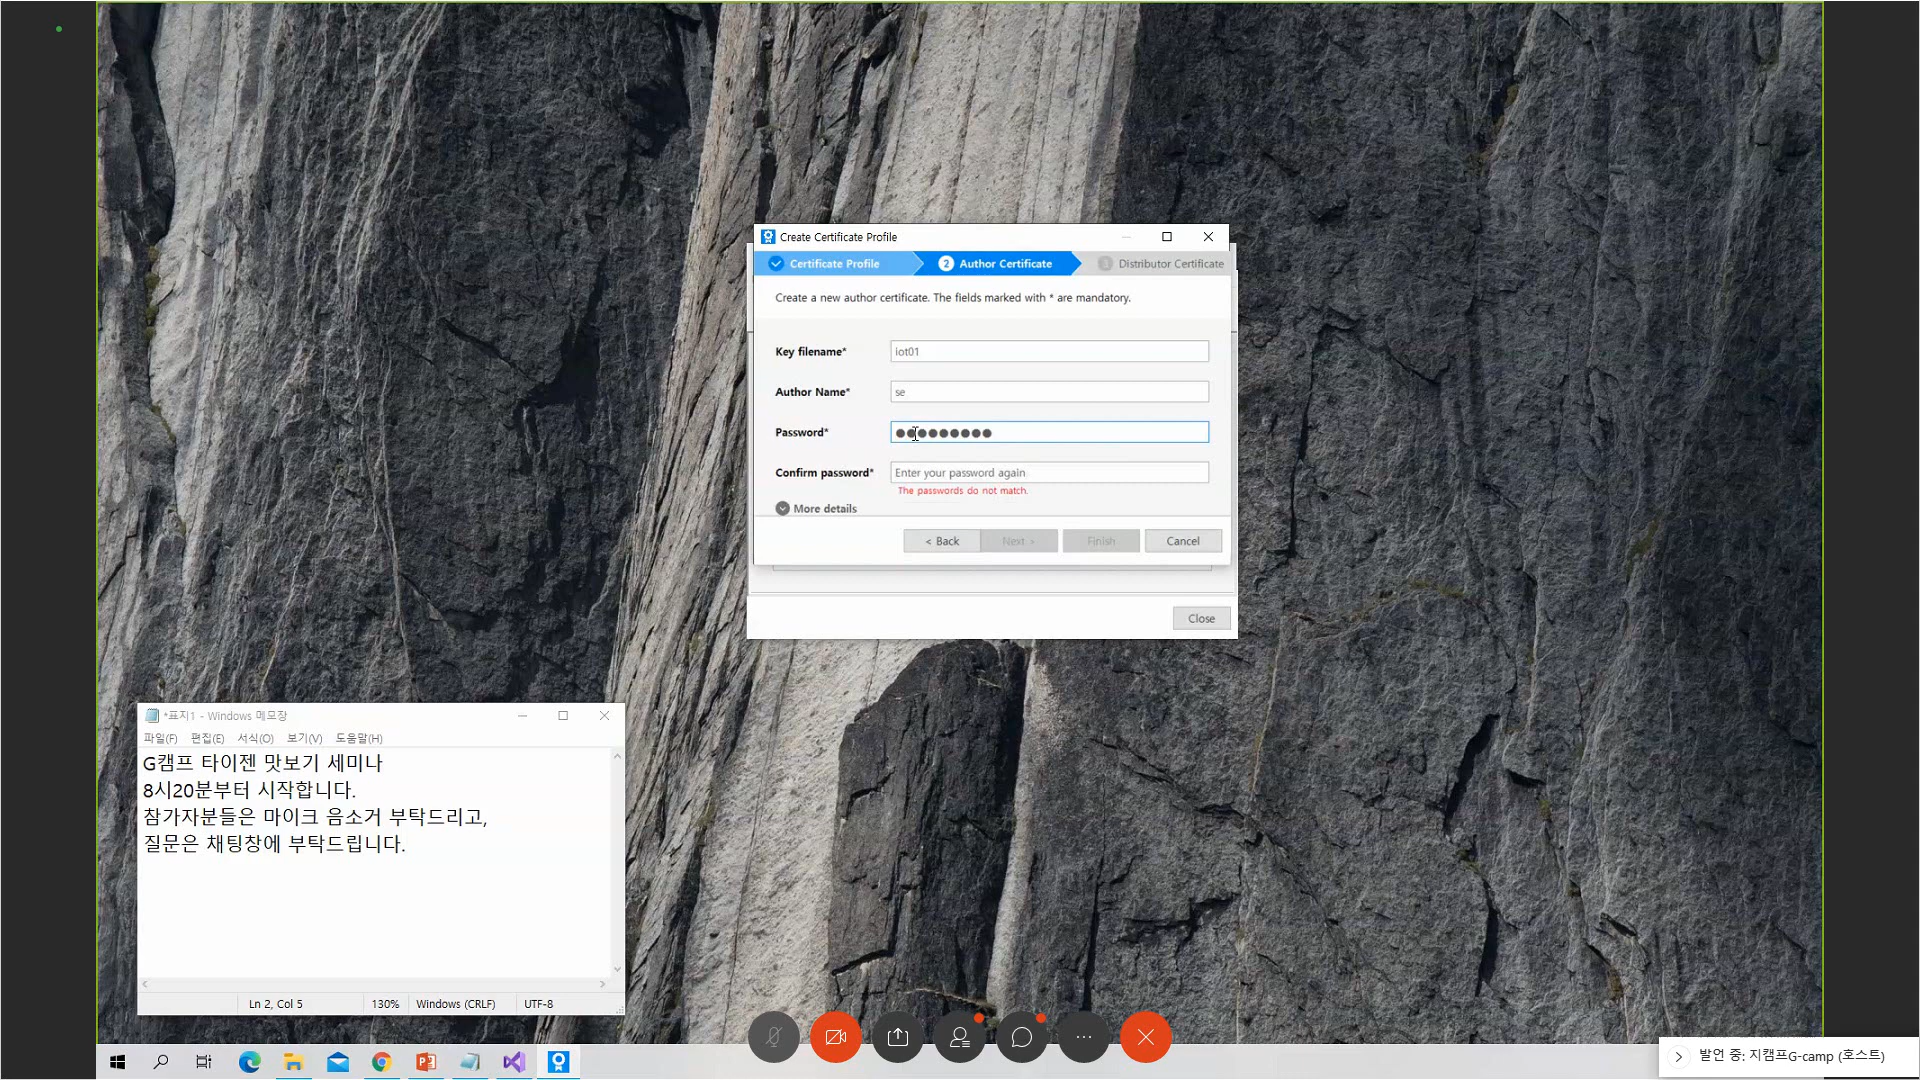 Create Certificate Profile
Certificate Profile
2 Author Certificate
3 Distributor Certificate
Create a new author certificate. The fields marked with * are mandatory.
Key filename* iot01
Author Name* se
Password* ●●●●●●●●●
Confirm password* Enter your password again
The passwords do not match.
More details
< Back Next > Finish Cancel
Close
*표지1 - Windows 메모장
파일(F) 편집(E) 서식(O) 보기(V) 도움말(H)
G캠프 타이젠 맛보기 세미나
8시20분부터 시작합니다.
참가자분들은 마이크 음소거 부탁드리고,
질문은 채팅창에 부탁드립니다.
Ln 2, Col 5 130% Windows (CRLF) UTF-8
발언 중: 지캠프G-camp (호스트)